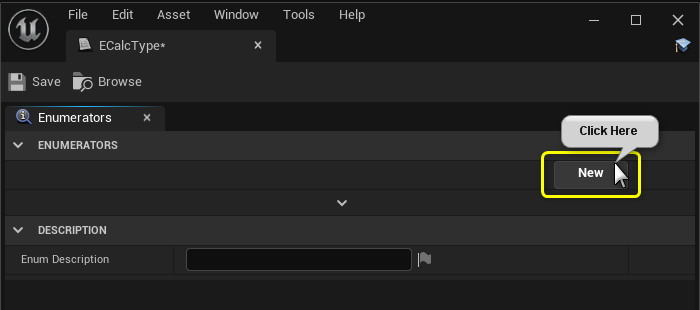 File Edit Asset Window Tools Help
ECalcType*
Save Browse
Enumerators
Click Here
ENUMERATORS
New
DESCRIPTION
Enum Description